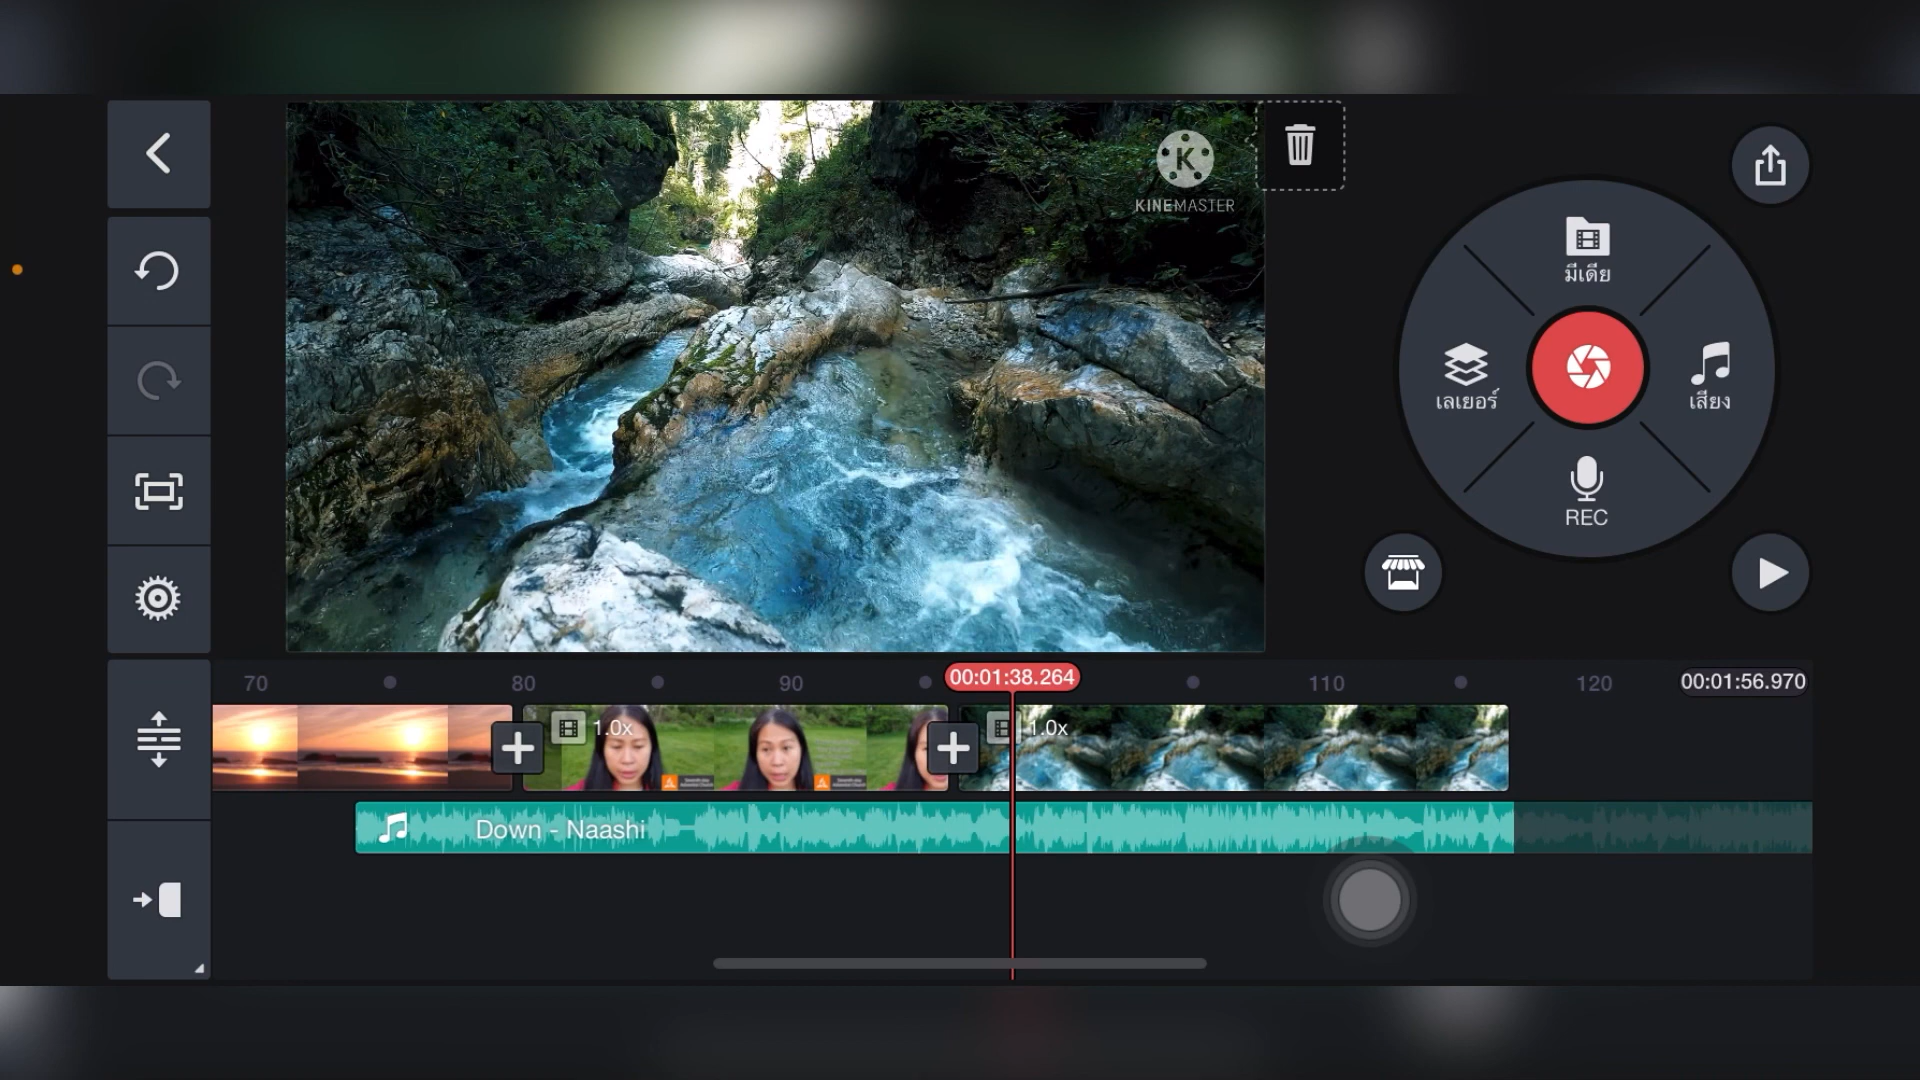 KINEMASTER
มีเดีย
เลเยอร์
เสียง
REC
70
80
90
00:01:38.264
110
120
00:01:56.970
1.0x
1.0x
Down - Naashi